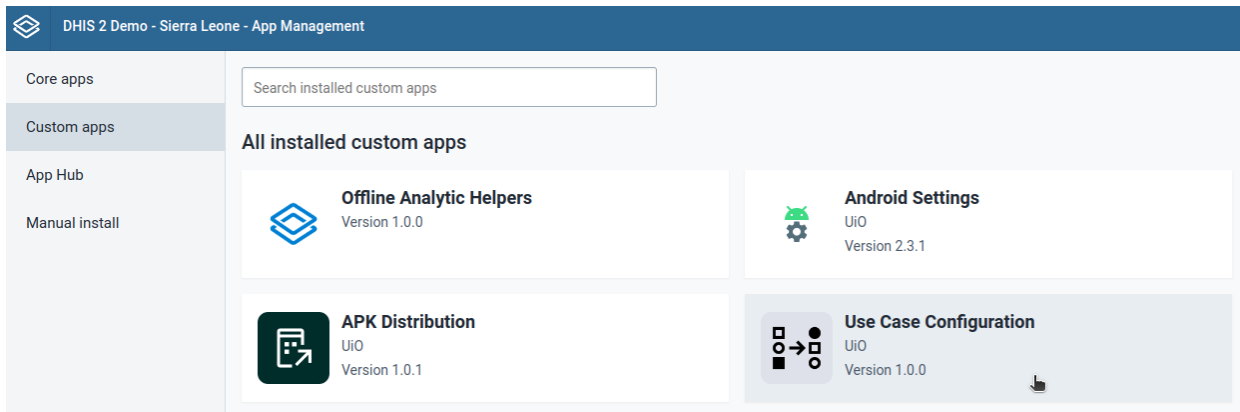 DHIS 2 Demo - Sierra Leone - App Management
Core apps
Custom apps
App Hub
Manual install
Search installed custom apps
All installed custom apps
Offline Analytic Helpers
Version 1.0.0
Android Settings
UiO
Version 2.3.1
APK Distribution
UiO
Version 1.0.1
Use Case Configuration
UiO
Version 1.0.0